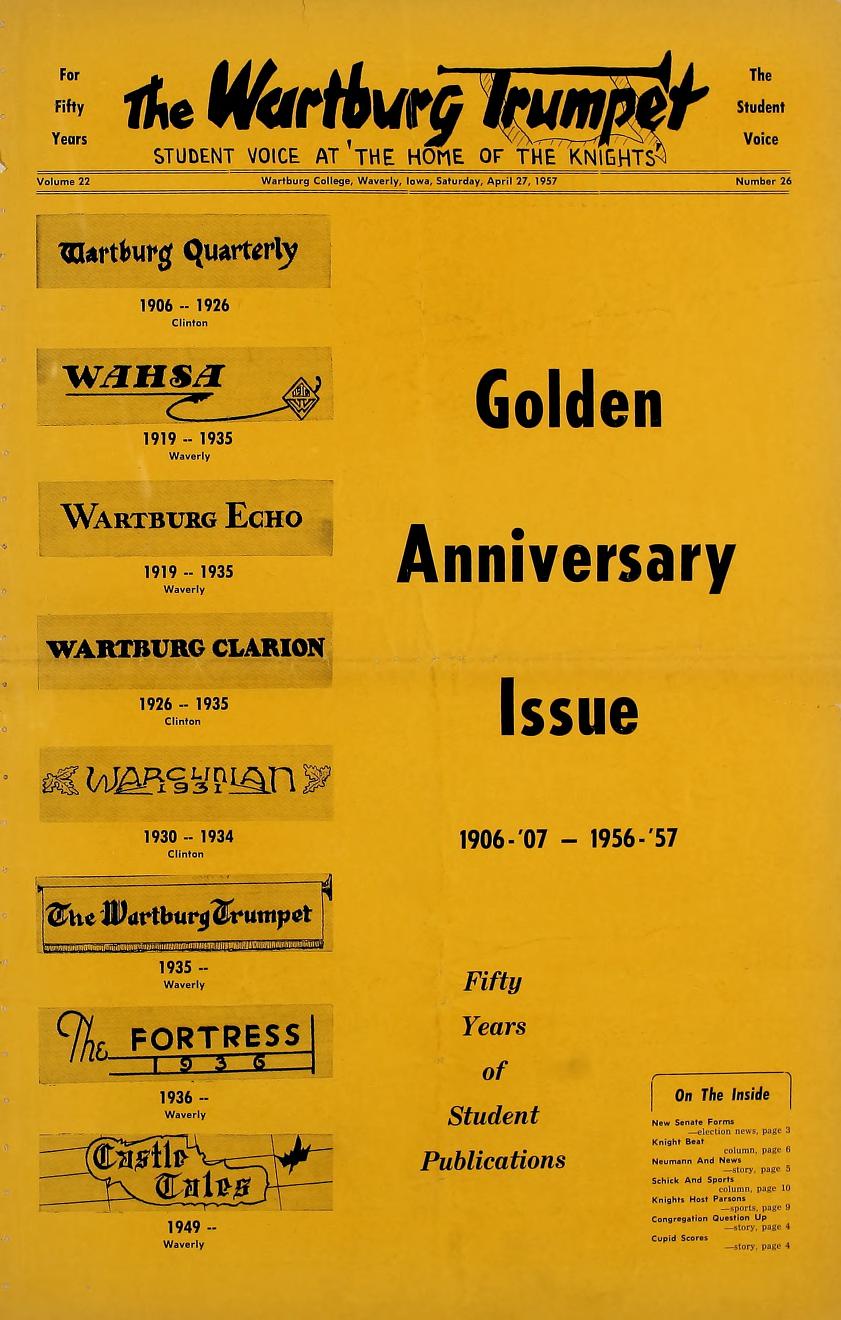 For
Fifty
Years
The Wartburg Trumpet
STUDENT VOICE AT 'THE HOME OF THE KNIGHTS'
The
Student
Voice
Volume 22
Wartburg College, Waverly, Iowa, Saturday, April 27, 1957
Number 26
Wartburg Quarterly
1906 -- 1926
Clinton
WAHSA
1919 -- 1935
Waverly
WARTBURG ECHO
1919 -- 1935
Waverly
WARTBURG CLARION
1926 -- 1935
Clinton
WARCLINIAN
1931
1930 -- 1934
Clinton
The Wartburg Trumpet
1935 --
Waverly
The FORTRESS
1936
1936 --
Waverly
Castle
Tales
1949 --
Waverly
Golden
Anniversary
Issue
1906-'07 — 1956-'57
Fifty
Years
of
Student
Publications
On The Inside
New Senate Forms
—election news, page 3
Knight Beat
column, page 6
Neumann And News
—story, page 5
Schick And Sports
column, page 10
Knights Host Parsons
—sports, page 9
Congregation Question Up
—story, page 4
Cupid Scores
—story, page 4